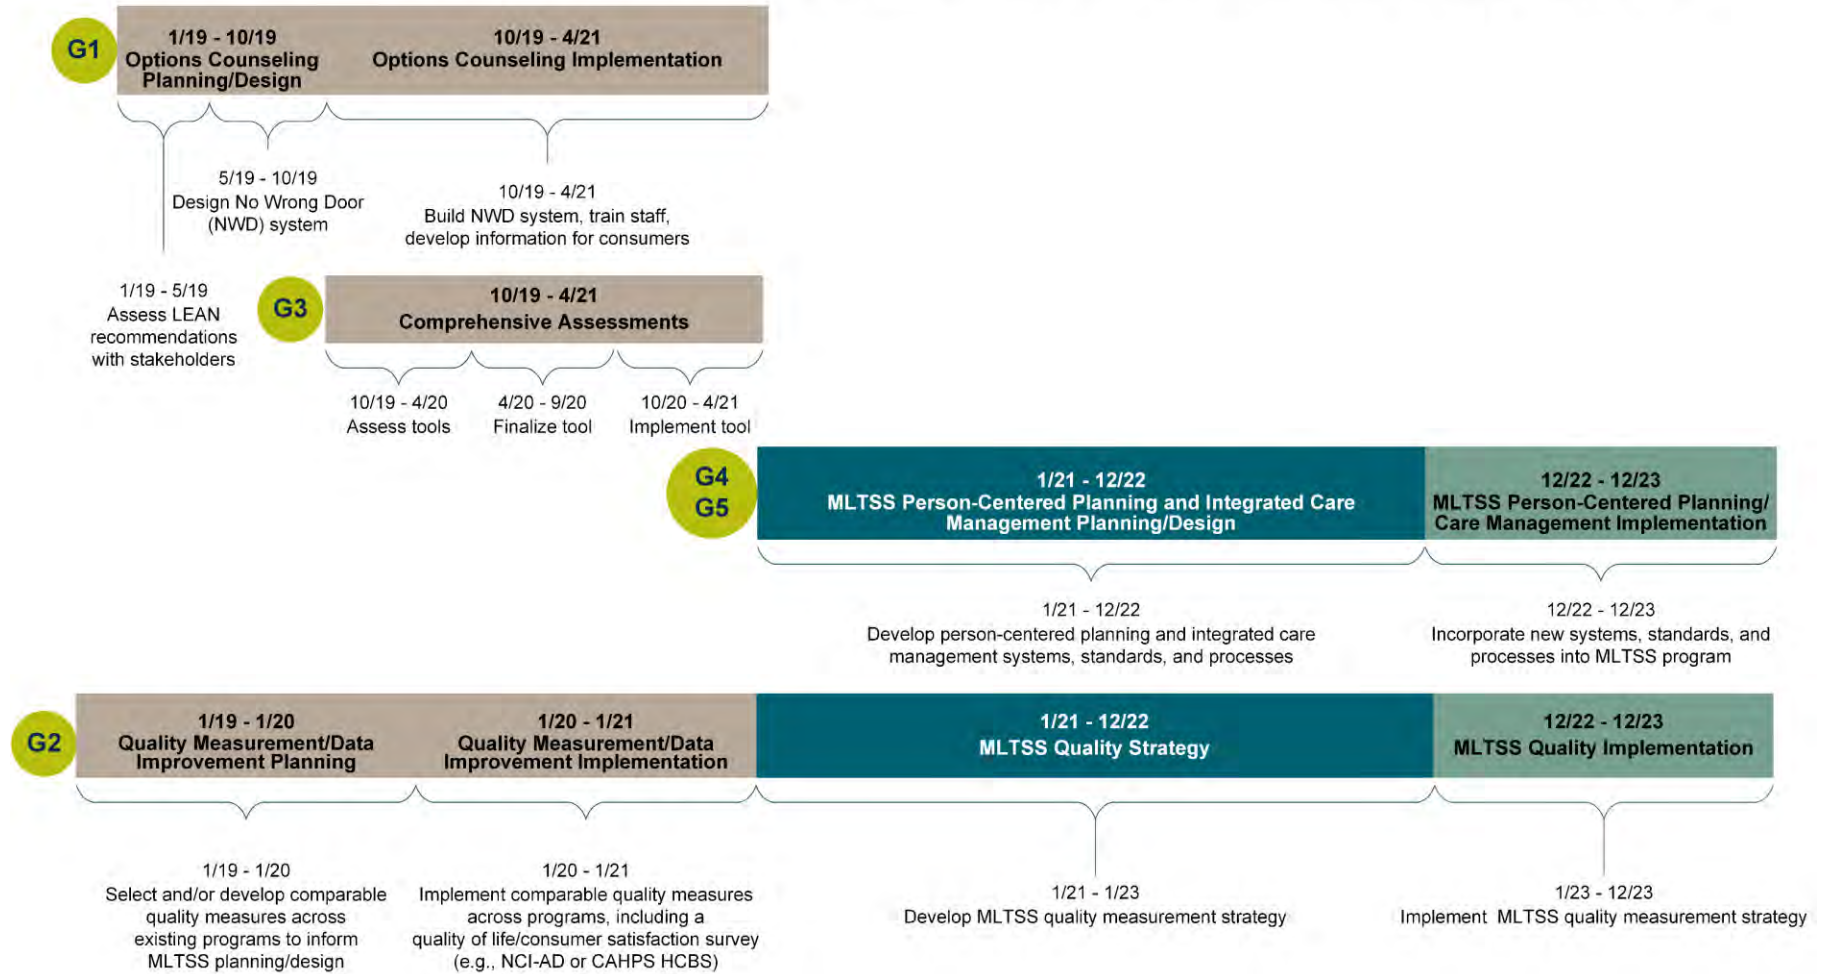 G1
1/19 - 10/19
Options Counseling
Planning/Design
10/19 - 4/21
Options Counseling Implementation
5/19 - 10/19
Design No Wrong Door
(NWD) system
10/19 - 4/21
Build NWD system, train staff,
develop information for consumers
1/19 - 5/19
Assess LEAN
recommendations
with stakeholders
G3
10/19 - 4/21
Comprehensive Assessments
10/19 - 4/20
Assess tools
4/20 - 9/20
Finalize tool
10/20 - 4/21
Implement tool
G4
G5
1/21 - 12/22
MLTSS Person-Centered Planning and Integrated Care
Management Planning/Design
12/22 - 12/23
MLTSS Person-Centered Planning/
Care Management Implementation
1/21 - 12/22
Develop person-centered planning and integrated care
management systems, standards, and processes
12/22 - 12/23
Incorporate new systems, standards, and
processes into MLTSS program
G2
1/19 - 1/20
Quality Measurement/Data
Improvement Planning
1/20 - 1/21
Quality Measurement/Data
Improvement Implementation
1/21 - 12/22
MLTSS Quality Strategy
12/22 - 12/23
MLTSS Quality Implementation
1/19 - 1/20
Select and/or develop comparable
quality measures across
existing programs to inform
MLTSS planning/design
1/20 - 1/21
Implement comparable quality measures
across programs, including a
quality of life/consumer satisfaction survey
(e.g., NCI-AD or CAHPS HCBS)
1/21 - 1/23
Develop MLTSS quality measurement strategy
1/23 - 12/23
Implement MLTSS quality measurement strategy